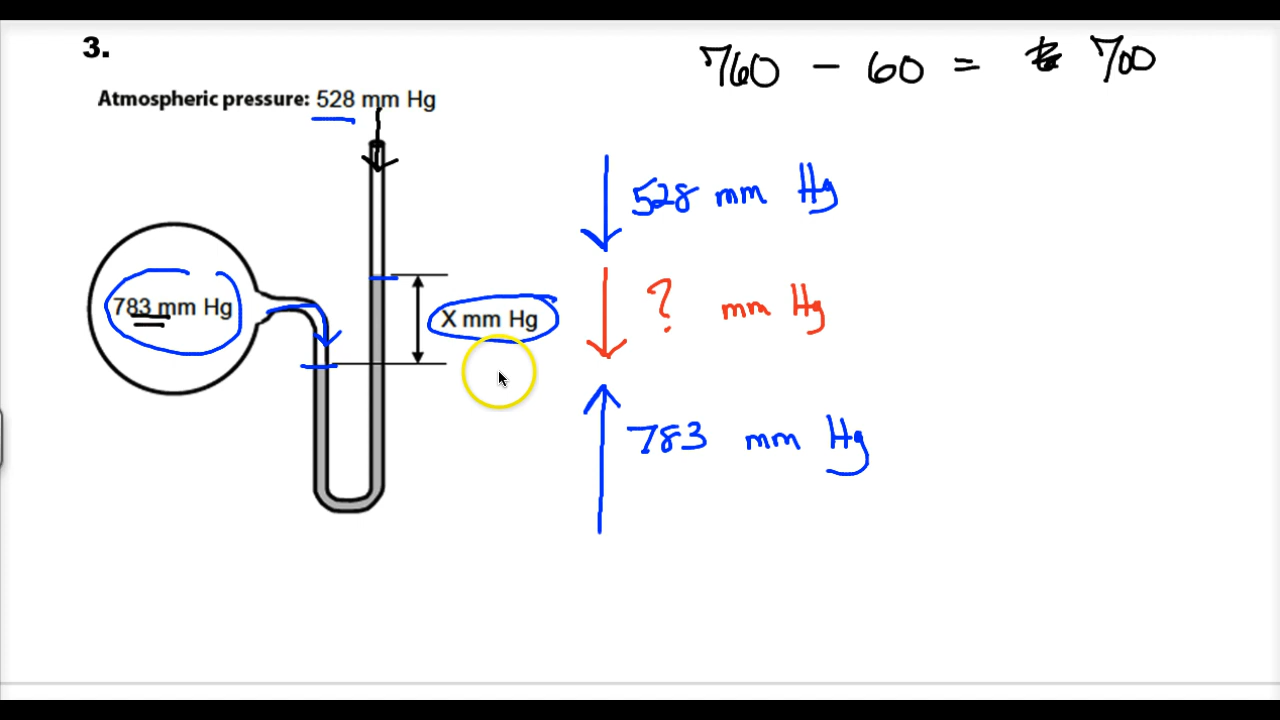 3.
760 - 60 = 700
Atmospheric pressure: 528 mm Hg
528 mm Hg
783 mm Hg
X mm Hg
? mm Hg
783 mm Hg